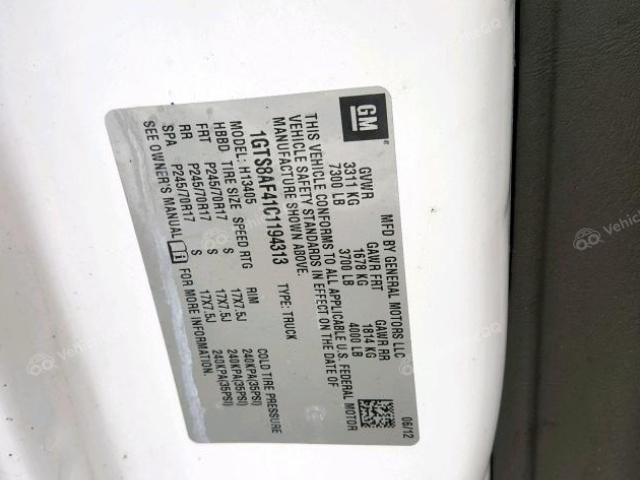 GM
MFD BY GENERAL MOTORS LLC 06/12
GVWR GAWR FRT GAWR RR
3311 KG 1678 KG 1814 KG
7300 LB 3700 LB 4000 LB
THIS VEHICLE CONFORMS TO ALL APPLICABLE U.S. FEDERAL MOTOR
VEHICLE SAFETY STANDARDS IN EFFECT ON THE DATE OF
MANUFACTURE SHOWN ABOVE.
1GTS8AF41C1194313 TYPE: TRUCK
MODEL: H13405
HBBD TIRE SIZE SPEED RTG RIM COLD TIRE PRESSURE
FRT P245/70R17 S 17X7.5J 240KPA(35PSI)
RR P245/70R17 S 17X7.5J 240KPA(35PSI)
SPA P245/70R17 S 17X7.5J 240KPA(35PSI)
SEE OWNER'S MANUAL FOR MORE INFORMATION.